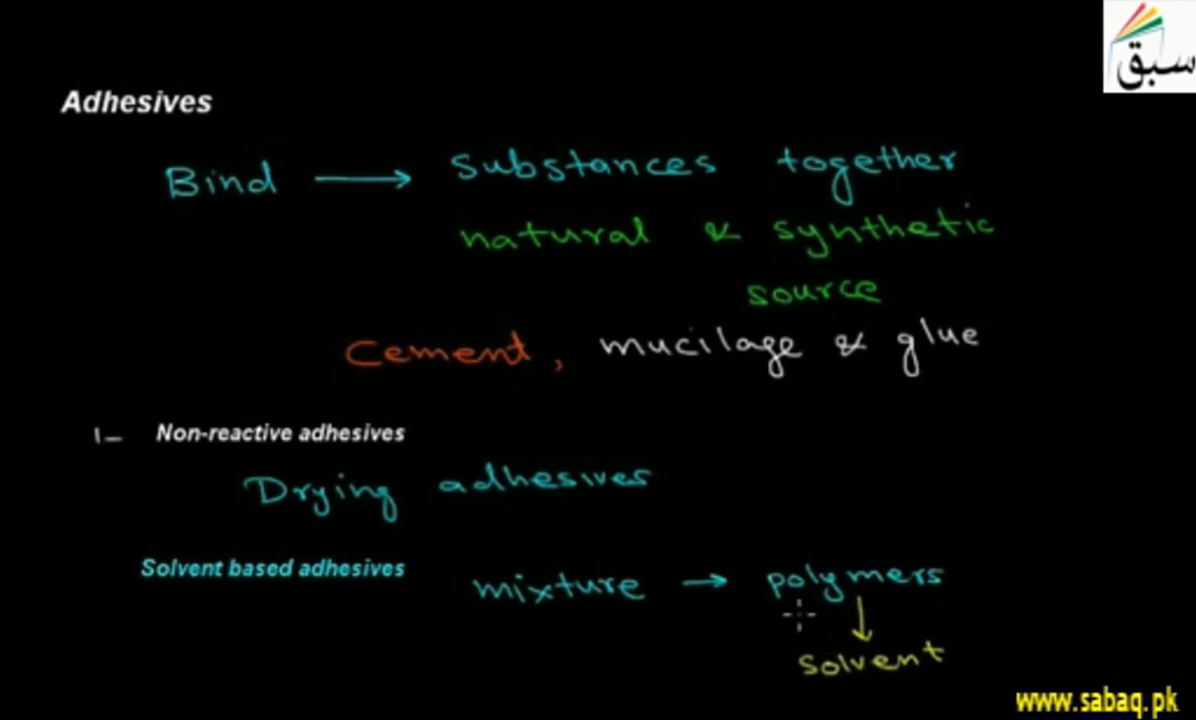 سبق
Adhesives
Bind → Substances together
natural & synthetic
source
Cement, mucilage & glue
1- Non-reactive adhesives
Drying adhesives
Solvent based adhesives mixture → polymers
↓
Solvent
www.sabaq.pk